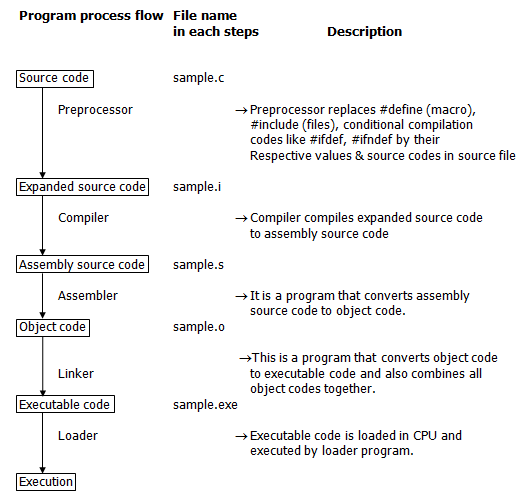 Program process flow File name in each steps Description
Source code sample.c
Preprocessor → Preprocessor replaces #define (macro),
#include (files), conditional compilation
codes like #ifdef, #ifndef by their
Respective values & source codes in source file
Expanded source code sample.i
Compiler → Compiler compiles expanded source code
to assembly source code
Assembly source code sample.s
Assembler → It is a program that converts assembly
source code to object code.
Object code sample.o
→This is a program that converts object code
Linker to executable code and also combines all
object codes together.
Executable code sample.exe
Loader → Executable code is loaded in CPU and
executed by loader program.
Execution